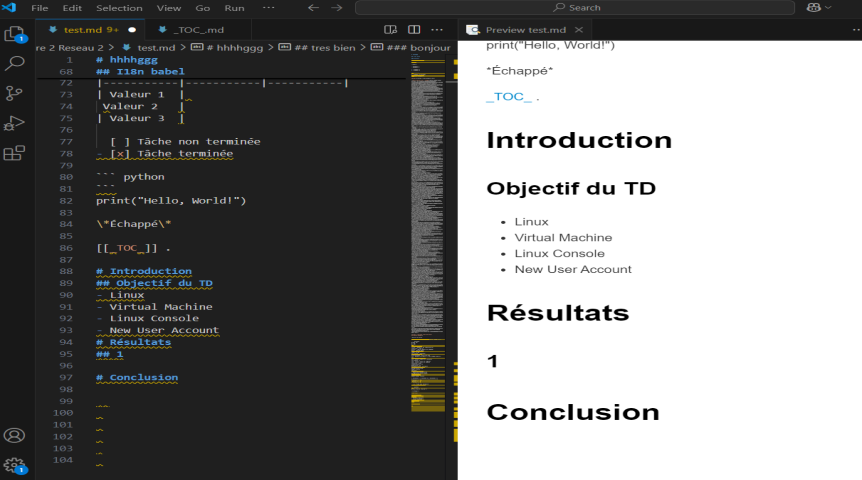 File Edit Selection View Go Run ··· ← → Search
test.md 9+ ● _TOC_.md ···
Preview test.md ×
re 2 Reseau 2 > test.md > # hhhhggg > ## tres bien > ### bonjour
1 # hhhhggg
68 ## I18n babel
72 |-----------|-----------|-----------|
73 | Valeur 1 |
74 | Valeur 2 |
75 | Valeur 3 |
76
77 [ ] Tâche non terminée
78 - [x] Tâche terminée
79
80 ``` python
81 ```
82 print("Hello, World!")
83
84 \*Échappé\*
85
86 [[_TOC_]] .
87
88 # Introduction
89 ## Objectif du TD
90 - Linux
91 - Virtual Machine
92 - Linux Console
93 - New User Account
94 # Résultats
95 ## 1
96
97 # Conclusion
98
99
100
101
102
103
104
1
1
print("Hello, World!")
*Échappé*
_TOC_ .
Introduction
Objectif du TD
• Linux
• Virtual Machine
• Linux Console
• New User Account
Résultats
1
Conclusion